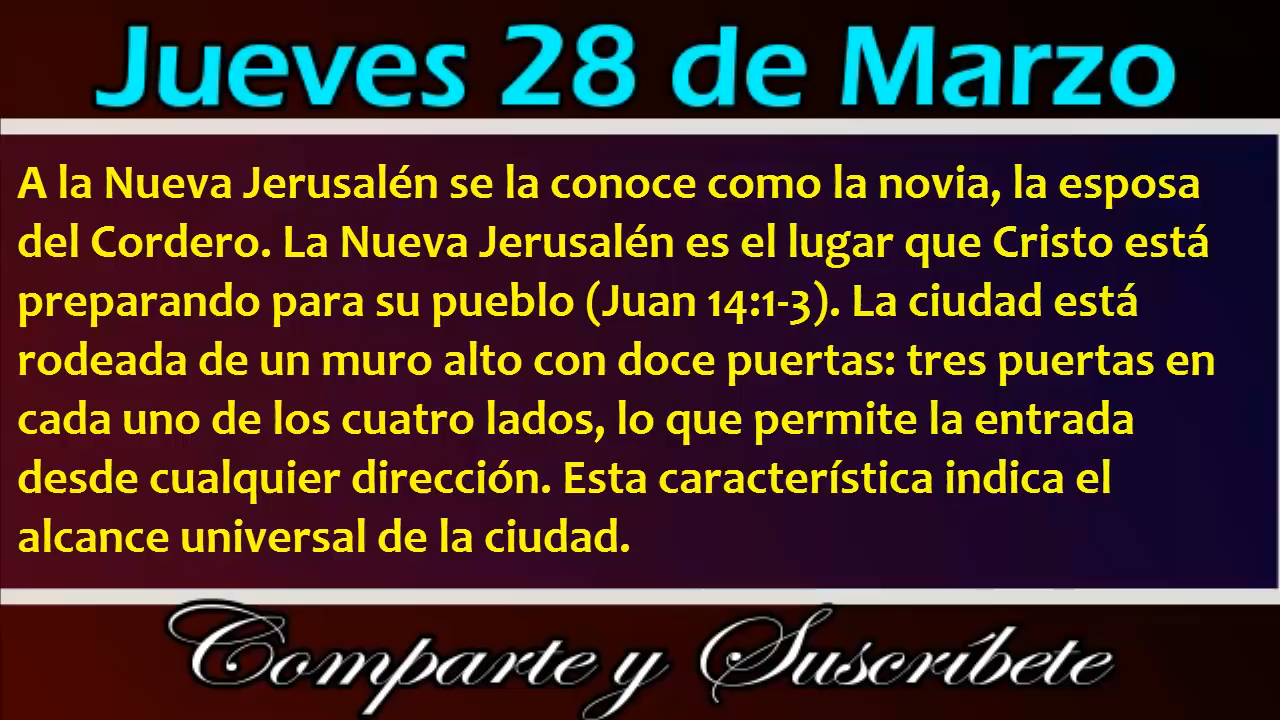 Jueves 28 de Marzo
A la Nueva Jerusalén se la conoce como la novia, la esposa
del Cordero. La Nueva Jerusalén es el lugar que Cristo está
preparando para su pueblo (Juan 14:1-3). La ciudad está
rodeada de un muro alto con doce puertas: tres puertas en
cada uno de los cuatro lados, lo que permite la entrada
desde cualquier dirección. Esta característica indica el
alcance universal de la ciudad.
Comparte y Suscríbete